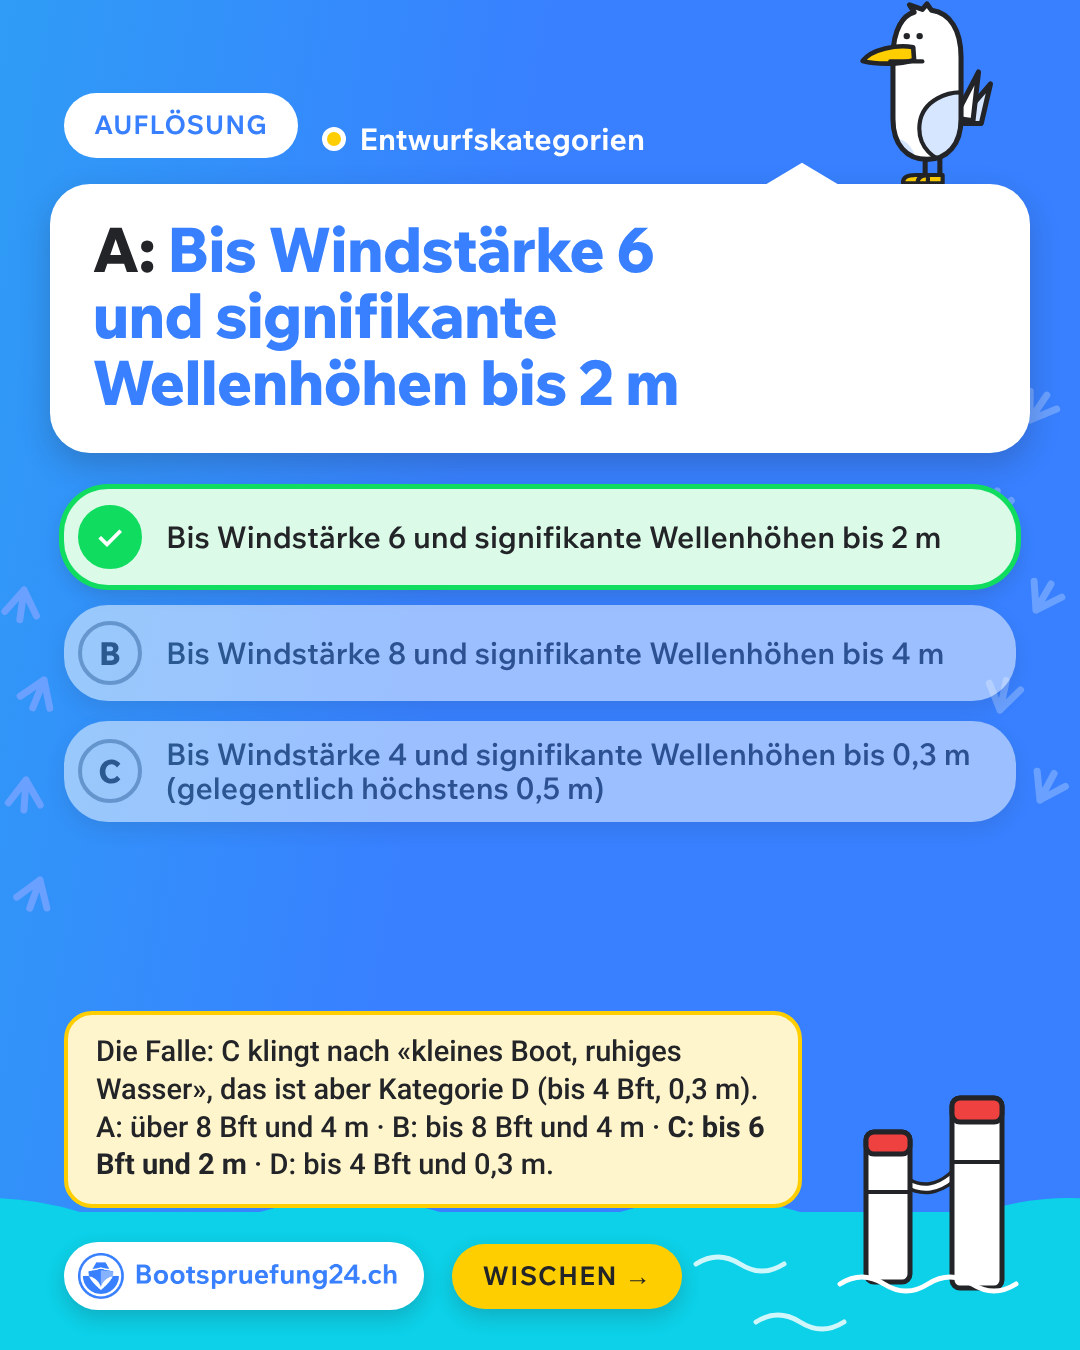 AUFLÖSUNG
Entwurfskategorien
A: Bis Windstärke 6
und signifikante
Wellenhöhen bis 2 m
Bis Windstärke 6 und signifikante Wellenhöhen bis 2 m
B Bis Windstärke 8 und signifikante Wellenhöhen bis 4 m
C Bis Windstärke 4 und signifikante Wellenhöhen bis 0,3 m
(gelegentlich höchstens 0,5 m)
Die Falle: C klingt nach «kleines Boot, ruhiges
Wasser», das ist aber Kategorie D (bis 4 Bft, 0,3 m).
A: über 8 Bft und 4 m · B: bis 8 Bft und 4 m · C: bis 6
Bft und 2 m · D: bis 4 Bft und 0,3 m.
Bootspruefung24.ch
WISCHEN →